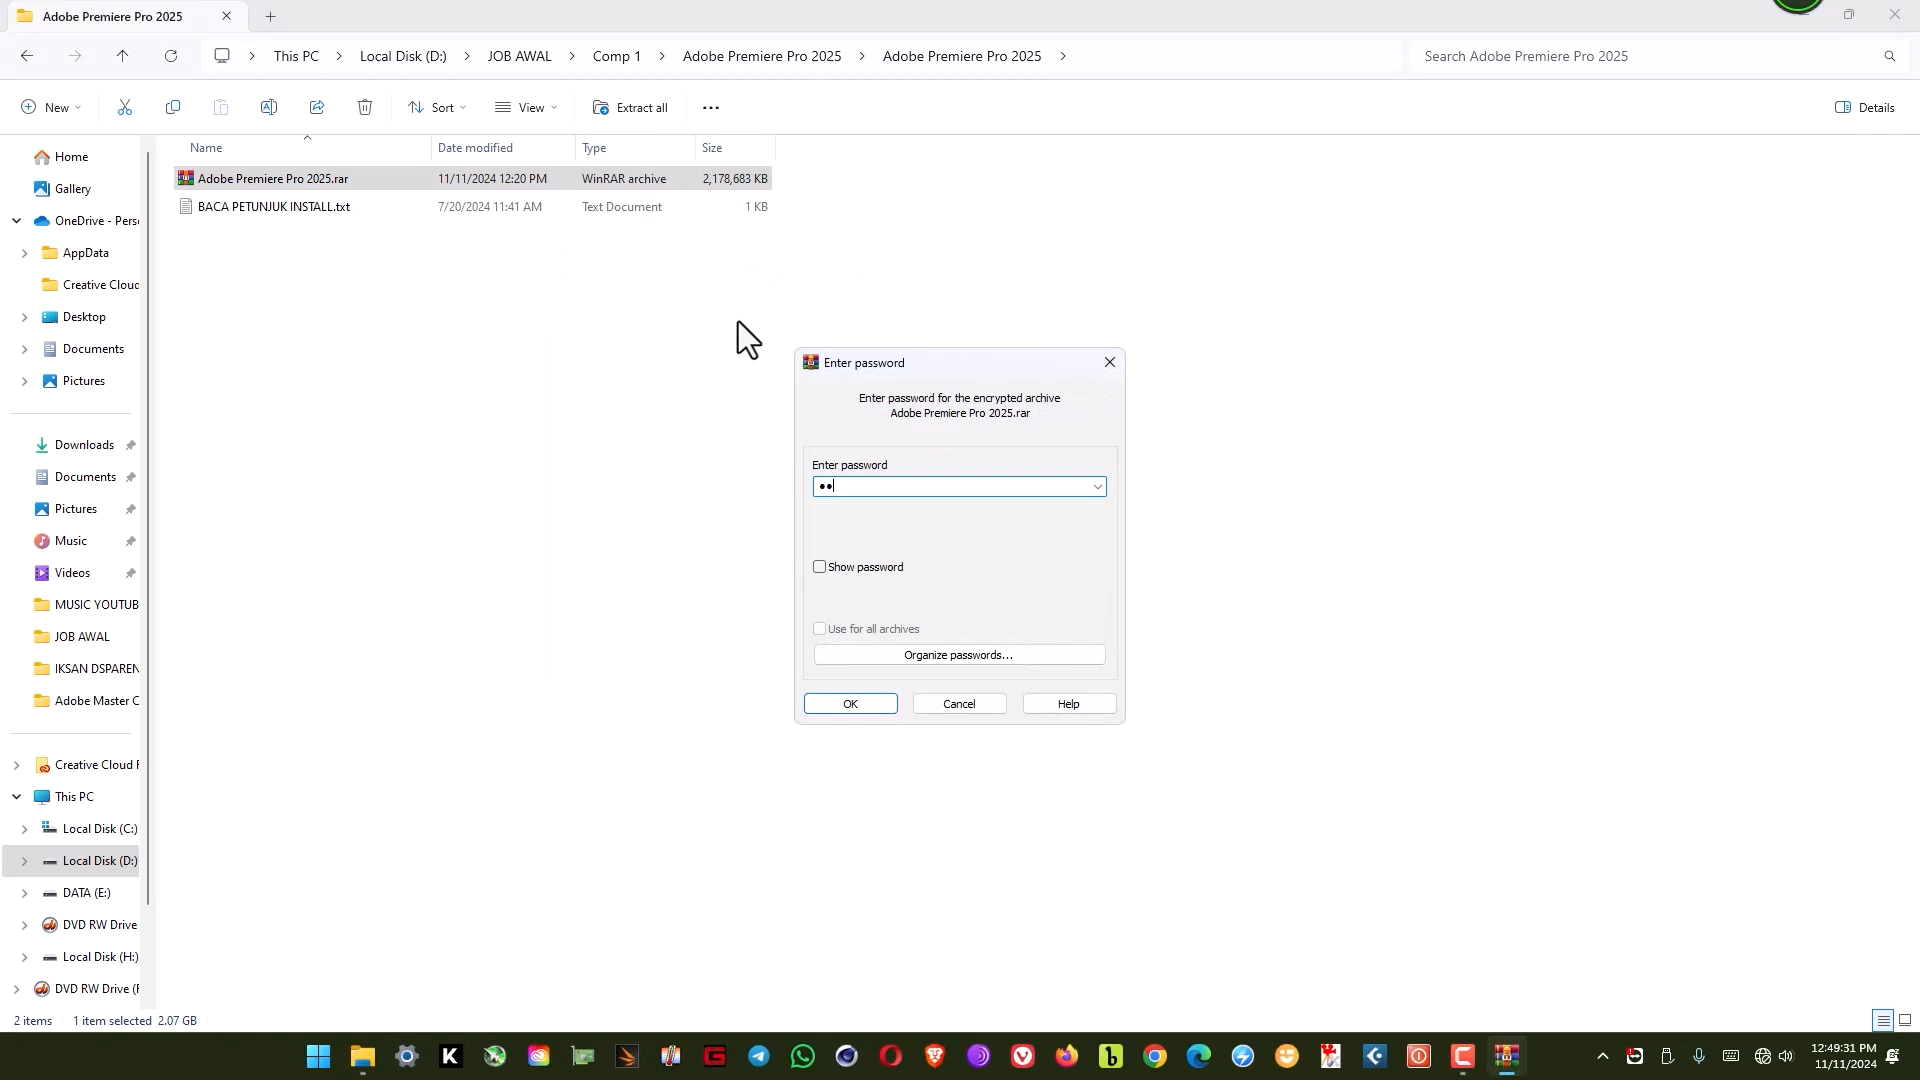 Adobe Premiere Pro 2025
This PC
Local Disk (D:)
JOB AWAL
Comp 1
Adobe Premiere Pro 2025
Adobe Premiere Pro 2025
Search Adobe Premiere Pro 2025
New
Sort
View
Extract all
Details
Name
Date modified
Type
Size
Adobe Premiere Pro 2025.rar
11/11/2024 12:20 PM
WinRAR archive
2,178,683 KB
BACA PETUNJUK INSTALL.txt
7/20/2024 11:41 AM
Text Document
1 KB
Home
Gallery
OneDrive - Perso
AppData
Creative Cloud
Desktop
Documents
Pictures
Downloads
Documents
Pictures
Music
Videos
MUSIC YOUTUB
JOB AWAL
IKSAN DSPAREN
Adobe Master C
Creative Cloud F
This PC
Local Disk (C:)
Local Disk (D:)
DATA (E:)
DVD RW Drive
Local Disk (H:)
DVD RW Drive (F
Enter password
Enter password for the encrypted archive
Adobe Premiere Pro 2025.rar
Enter password
Show password
Use for all archives
Organize passwords...
OK
Cancel
Help
2 items
1 item selected 2.07 GB
12:49:31 PM
11/11/2024